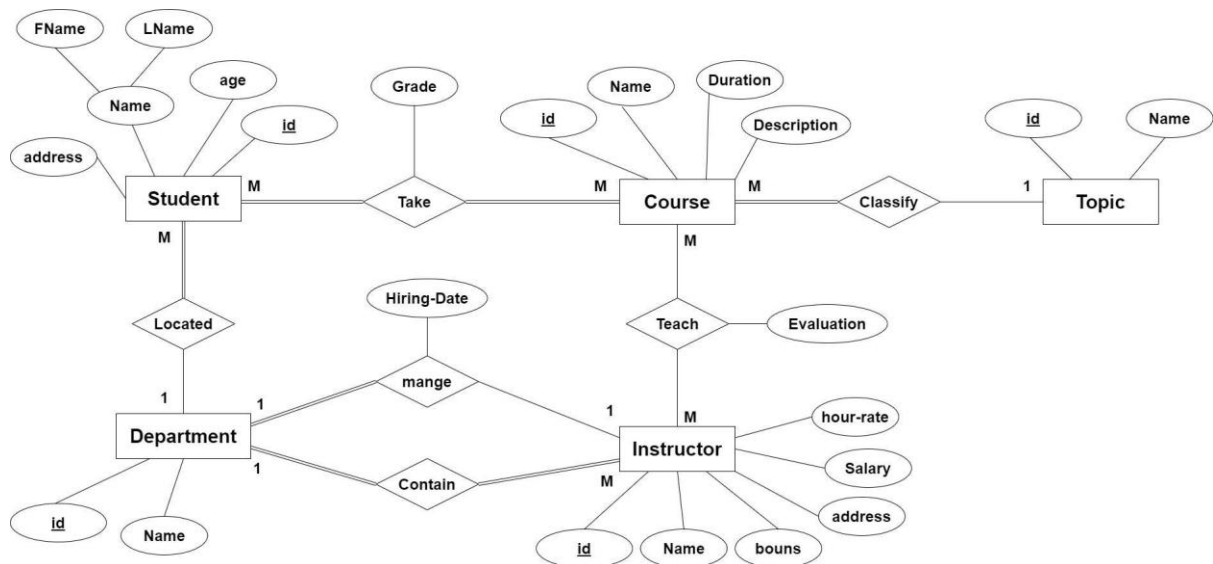 FName
LName
Name
age
id
address
Student
M
Grade
Take
M
id
Name
Duration
Description
Course
M
Classify
1
id
Name
Topic
M
Located
1
M
Teach
Evaluation
M
Hiring-Date
mange
1
1
Department
1
Contain
M
Instructor
id
Name
hour-rate
Salary
address
id
Name
bouns